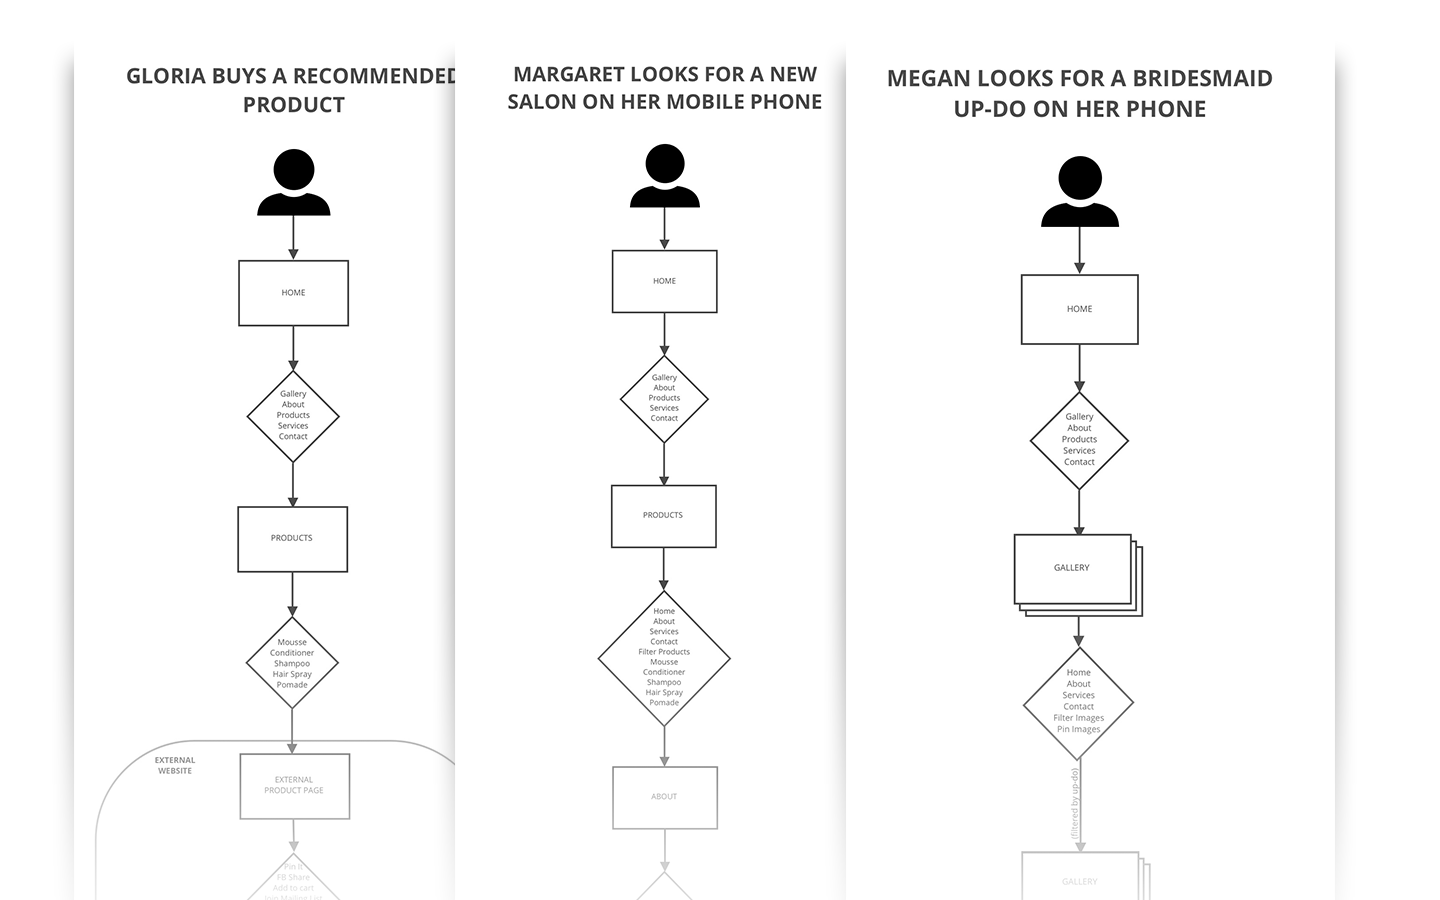 GLORIA BUYS A RECOMMENDED
PRODUCT
HOME
Gallery
About
Products
Services
Contact
PRODUCTS
Mousse
Conditioner
Shampoo
Hair Spray
Pomade
EXTERNAL
WEBSITE
EXTERNAL
PRODUCT PAGE
Pin It
FB Share
Add to cart
Join Mailing List
MARGARET LOOKS FOR A NEW
SALON ON HER MOBILE PHONE
HOME
Gallery
About
Products
Services
Contact
PRODUCTS
Home
About
Services
Contact
Filter Products
Mousse
Conditioner
Shampoo
Hair Spray
Pomade
ABOUT
MEGAN LOOKS FOR A BRIDESMAID
UP-DO ON HER PHONE
HOME
Gallery
About
Products
Services
Contact
GALLERY
Home
About
Services
Contact
Filter Images
Pin Images
(filtered by up-do)
GALLERY